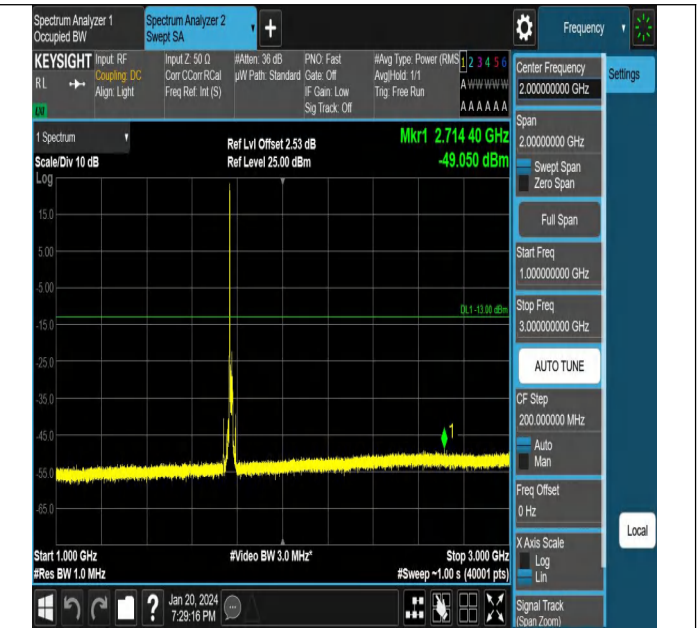 Spectrum Analyzer 1
Occupied BW
Spectrum Analyzer 2
Swept SA
+
Frequency
KEYSIGHT
RL
Input: RF
Coupling: DC
Align: Light
Input Z: 50 Ω
Corr CCorr RCal
Freq Ref: Int (S)
#Atten: 36 dB
µW Path: Standard
PNO: Fast
Gate: Off
IF Gain: Low
Sig Track: Off
#Avg Type: Power (RMS
Avg|Hold: 1/1
Trig: Free Run
1 2 3 4 5 6
A W W W W W
A A A A A A
Center Frequency
2.000000000 GHz
Settings
Span
2.00000000 GHz
Swept Span
Zero Span
Full Span
Start Freq
1.000000000 GHz
Stop Freq
3.000000000 GHz
AUTO TUNE
CF Step
200.000000 MHz
Auto
Man
Freq Offset
0 Hz
X Axis Scale
Log
Lin
Signal Track
(Span Zoom)
Local
1 Spectrum
Scale/Div 10 dB
Ref Lvl Offset 2.53 dB
Ref Level 25.00 dBm
Mkr1 2.714 40 GHz
-49.050 dBm
Log
15.0
5.00
-5.00
-15.0
-25.0
-35.0
-45.0
-55.0
-65.0
DL1 -13.00 dBm
1
Start 1.000 GHz
#Res BW 1.0 MHz
#Video BW 3.0 MHz*
Stop 3.000 GHz
#Sweep ~1.00 s (40001 pts)
?
Jan 20, 2024
7:29:16 PM